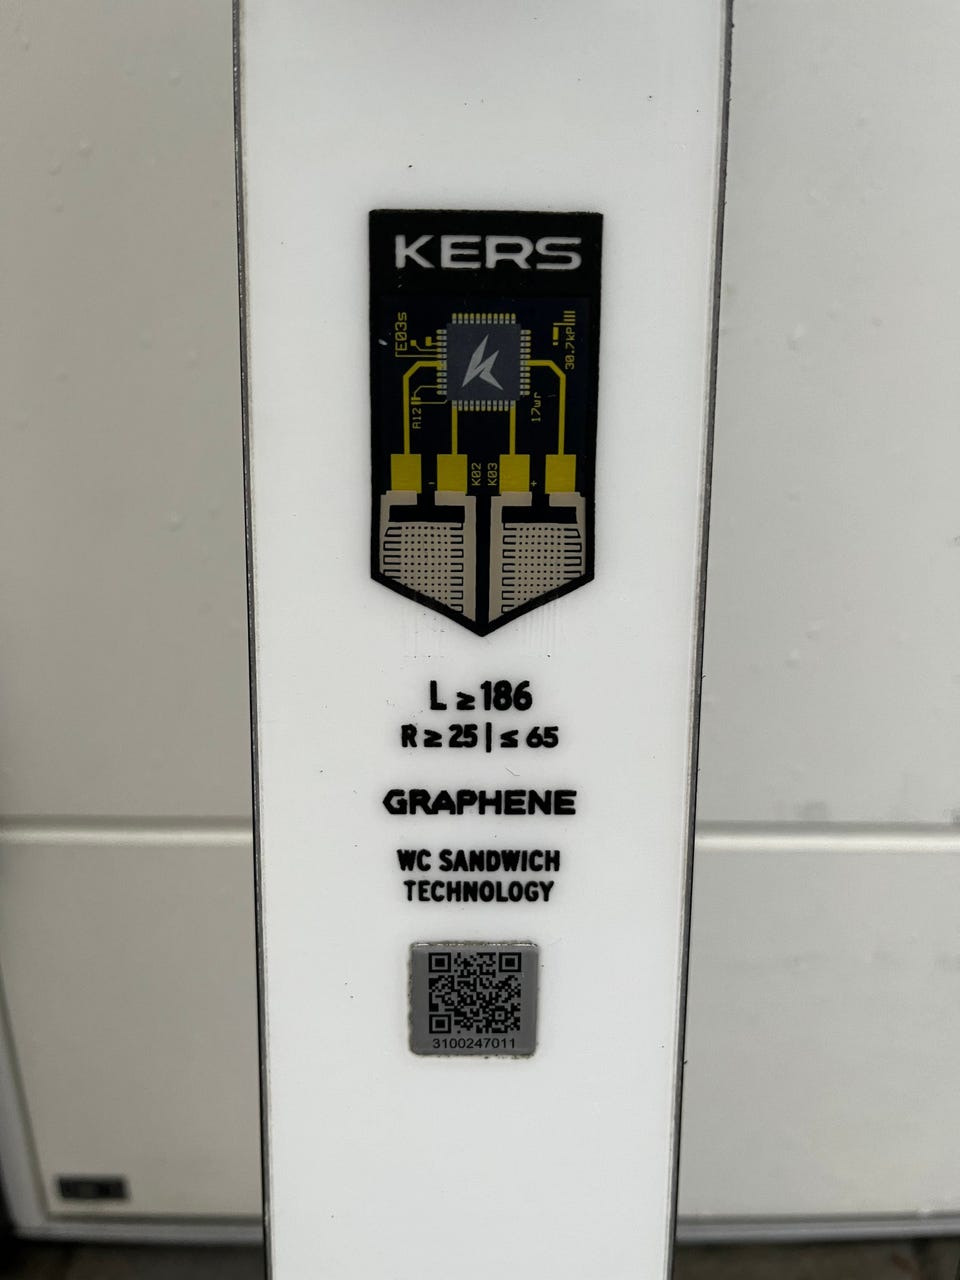 KERS
E03s
30.7kP
A12
17wr
K02
K03
-
+
L ≥ 186
R ≥ 25 | ≤ 65
GRAPHENE
WC SANDWICH
TECHNOLOGY
3100247011